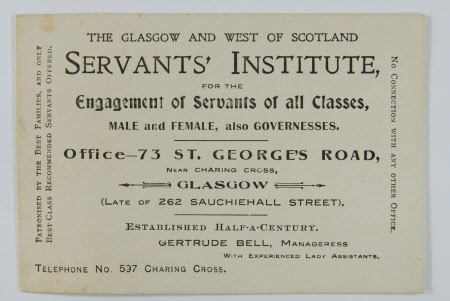 THE GLASGOW AND WEST OF SCOTLAND
SERVANTS' INSTITUTE,
FOR THE
Engagement of Servants of all Classes,
MALE and FEMALE, also GOVERNESSES.
Office–73 ST. GEORGE'S ROAD,
NEAR CHARING CROSS,
GLASGOW
(LATE OF 262 SAUCHIEHALL STREET).
ESTABLISHED HALF-A-CENTURY.
GERTRUDE BELL, MANAGERESS
WITH EXPERIENCED LADY ASSISTANTS.
TELEPHONE NO. 597 CHARING CROSS.
PATRONISED BY THE BEST FAMILIES, AND ONLY
BEST-CLASS RECOMMENDED SERVANTS OFFERED.
NO CONNECTION WITH ANY OTHER OFFICE.